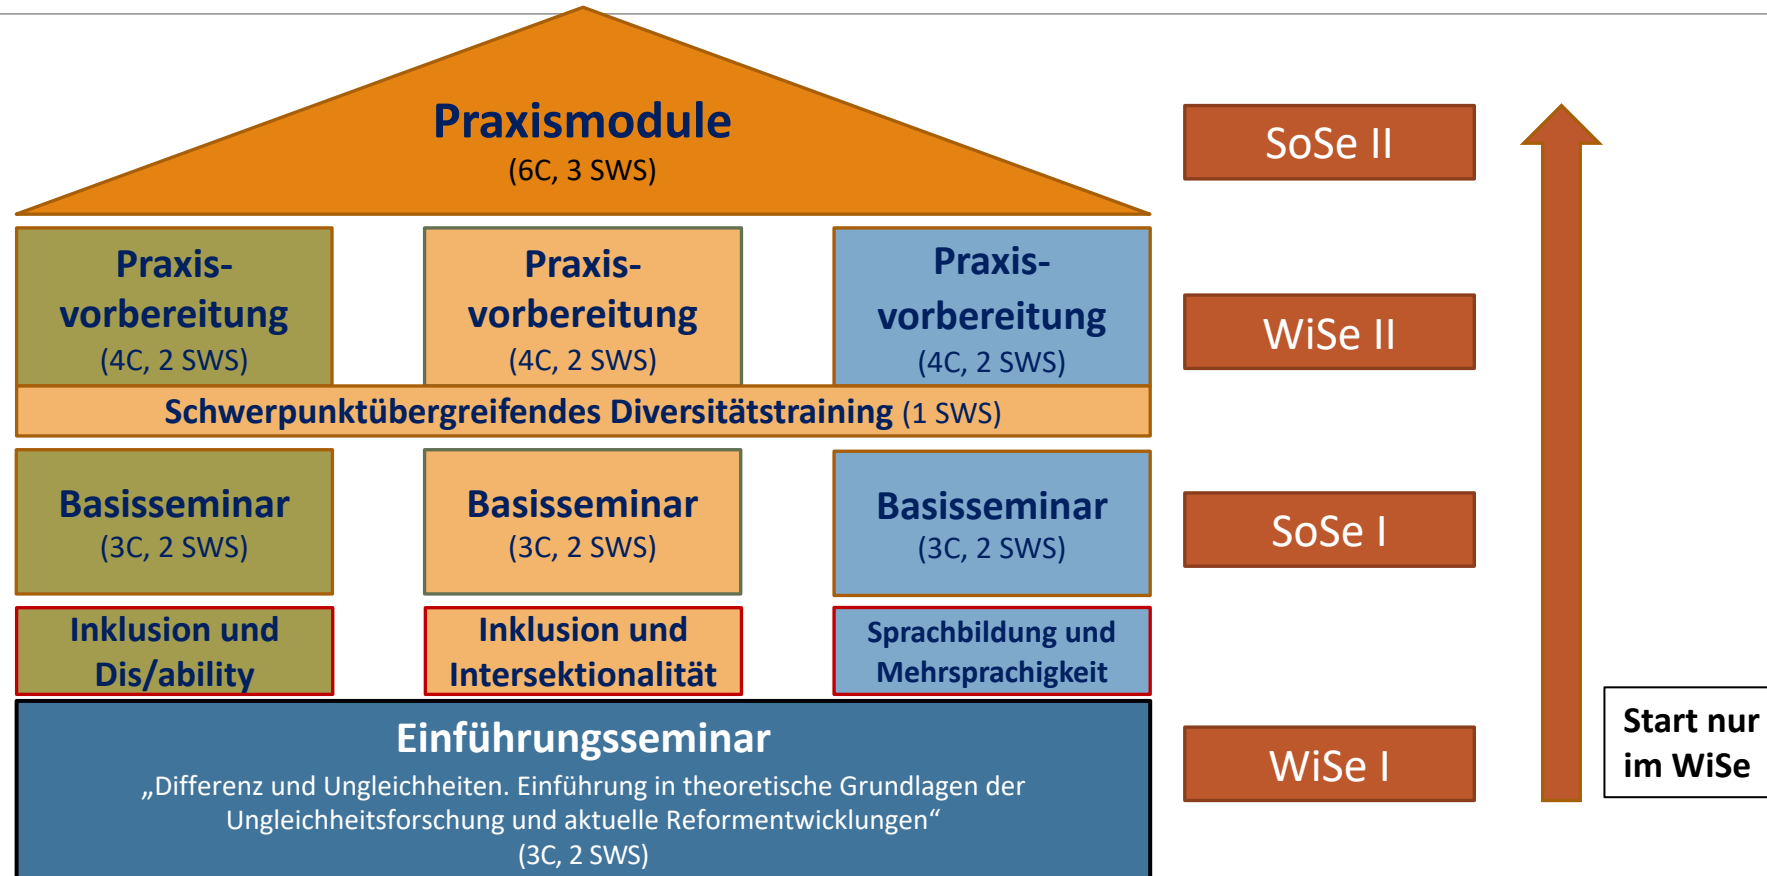 Praxismodule
(6C, 3 SWS)
SoSe II
Praxis-
vorbereitung
(4C, 2 SWS)
Praxis-
vorbereitung
(4C, 2 SWS)
Praxis-
vorbereitung
(4C, 2 SWS)
WiSe II
Schwerpunktübergreifendes Diversitätstraining (1 SWS)
Basisseminar
(3C, 2 SWS)
Basisseminar
(3C, 2 SWS)
Basisseminar
(3C, 2 SWS)
SoSe I
Inklusion und
Dis/ability
Inklusion und
Intersektionalität
Sprachbildung und
Mehrsprachigkeit
Einführungsseminar
„Differenz und Ungleichheiten. Einführung in theoretische Grundlagen der
Ungleichheitsforschung und aktuelle Reformentwicklungen“
(3C, 2 SWS)
WiSe I
Start nur
im WiSe